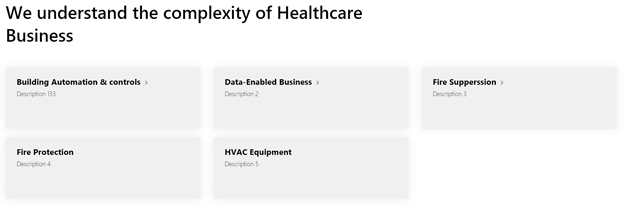 We understand the complexity of Healthcare
Business
Building Automation & controls >
Description 133
Data-Enabled Business >
Description 2
Fire Supperssion >
Description 3
Fire Protection
Description 4
HVAC Equipment
Description 5